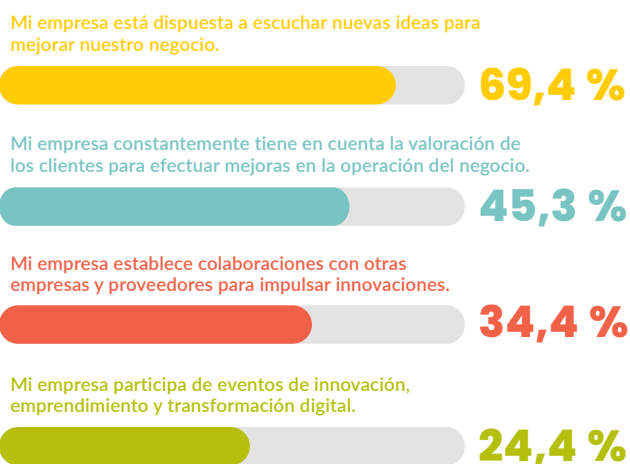 Mi empresa está dispuesta a escuchar nuevas ideas para
mejorar nuestro negocio.
69,4 %
Mi empresa constantemente tiene en cuenta la valoración de
los clientes para efectuar mejoras en la operación del negocio.
45,3 %
Mi empresa establece colaboraciones con otras
empresas y proveedores para impulsar innovaciones.
34,4 %
Mi empresa participa de eventos de innovación,
emprendimiento y transformación digital.
24,4 %